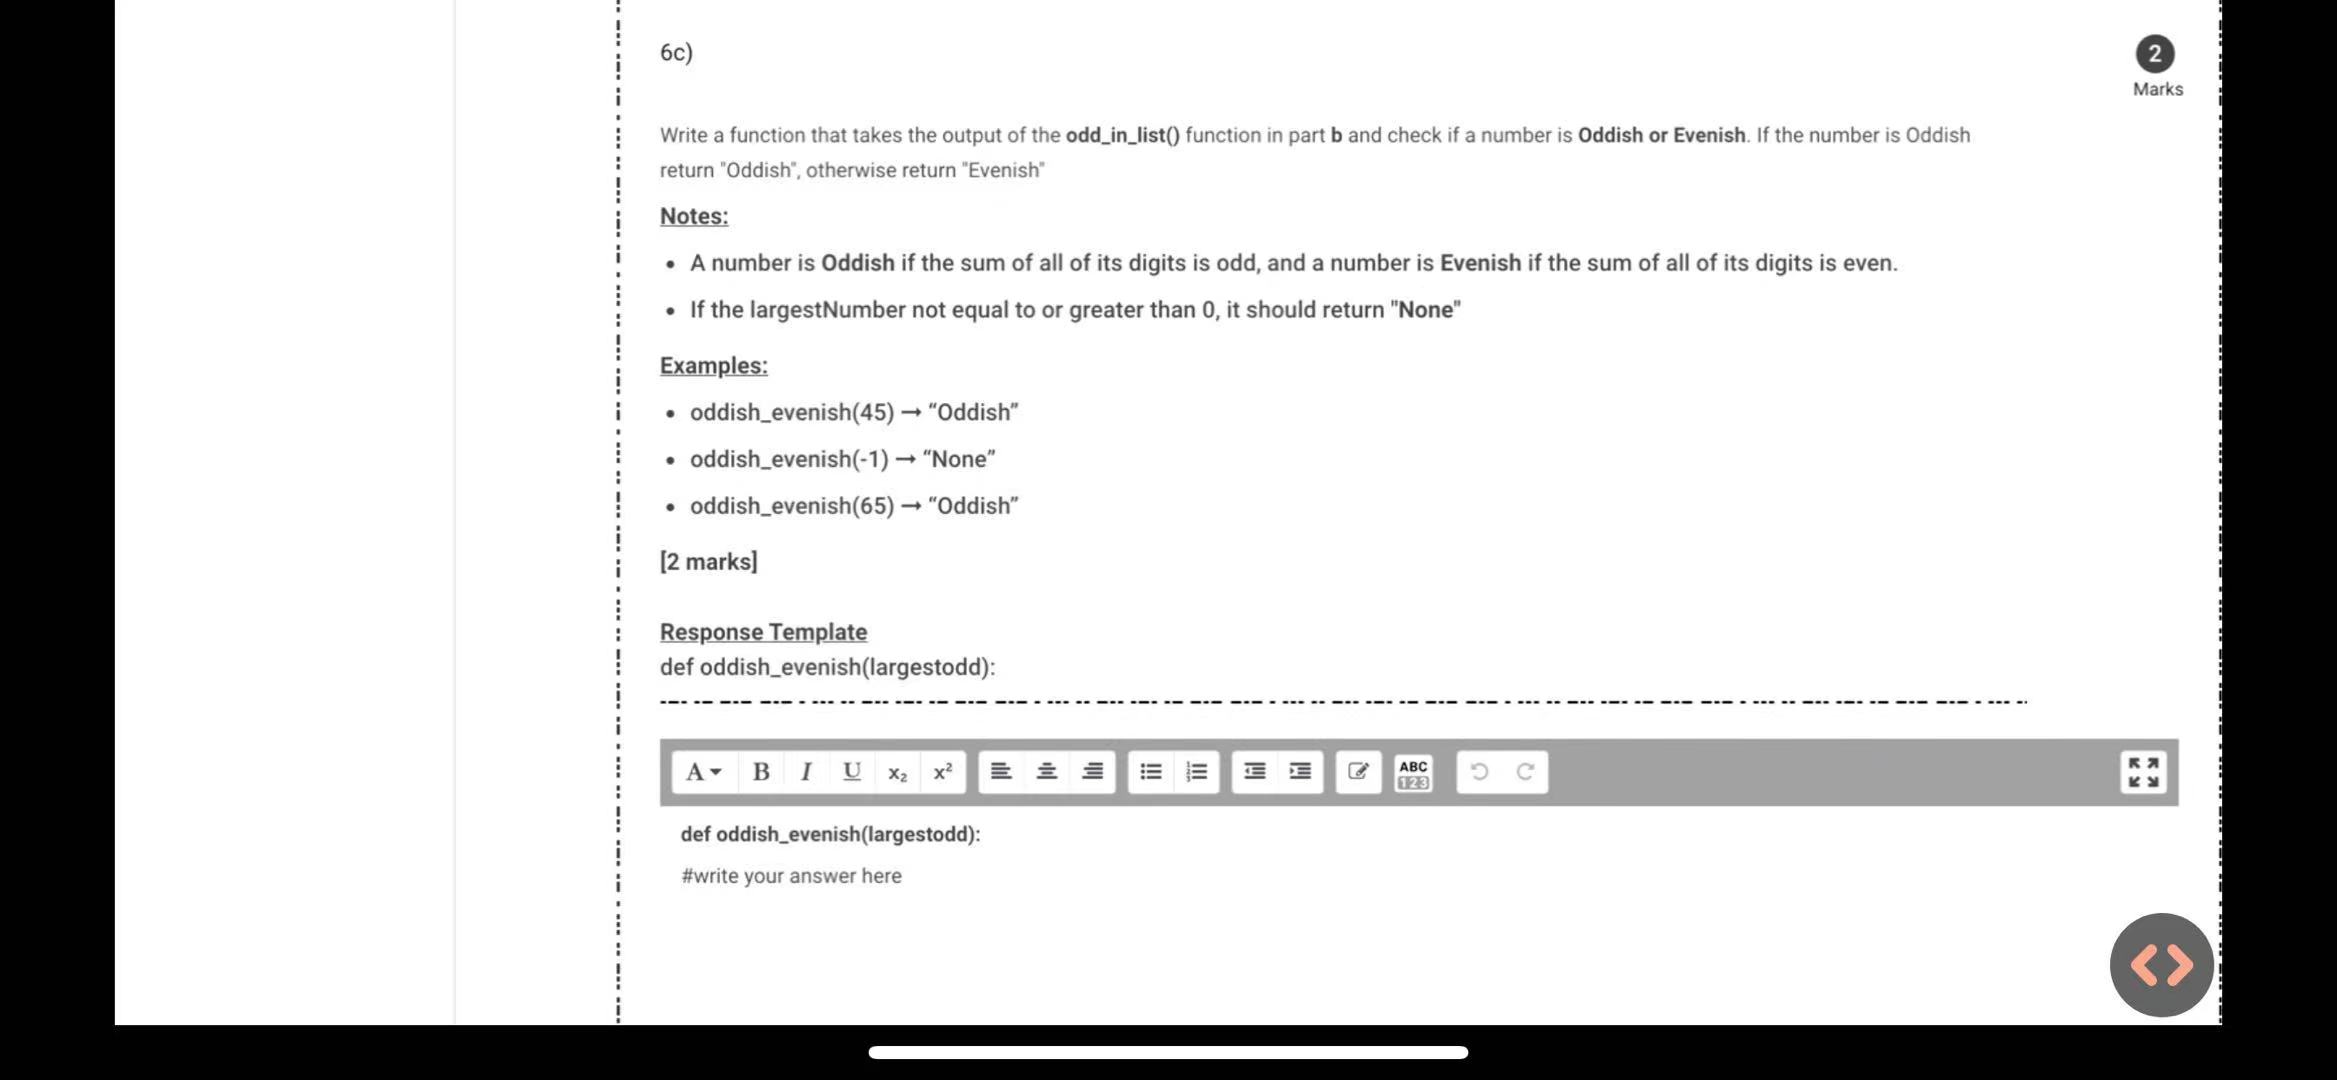 6c)
2
Marks
Write a function that takes the output of the odd_in_list() function in part b and check if a number is Oddish or Evenish. If the number is Oddish
return "Oddish", otherwise return "Evenish"
Notes:
• A number is Oddish if the sum of all of its digits is odd, and a number is Evenish if the sum of all of its digits is even.
• If the largestNumber not equal to or greater than 0, it should return "None"
Examples:
• oddish_evenish(45) → “Oddish”
• oddish_evenish(-1) → “None”
• oddish_evenish(65) → “Oddish”
[2 marks]
Response Template
def oddish_evenish(largestodd):
A B I U x₂ x² ABC
123
def oddish_evenish(largestodd):
#write your answer here